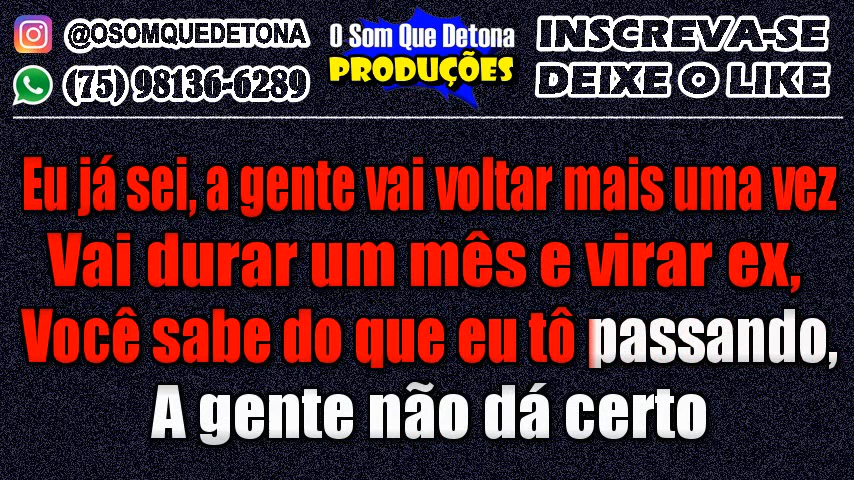 @OSOMQUEDETONA
(75) 98136-6289
O Som Que Detona
PRODUÇÕES
INSCREVA-SE
DEIXE O LIKE
Eu já sei, a gente vai voltar mais uma vez
Vai durar um mês e virar ex,
Você sabe do que eu tô passando,
A gente não dá certo